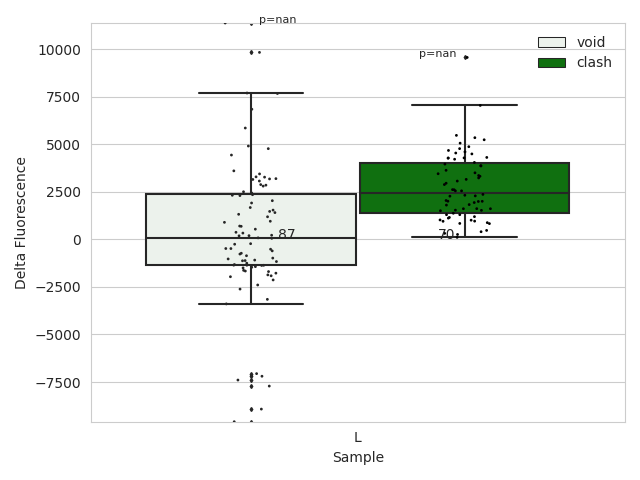 p=nan
p=nan
void
clash
10000
7500
5000
2500
0
−2500
−5000
−7500
87
70
Delta Fluorescence
L
Sample